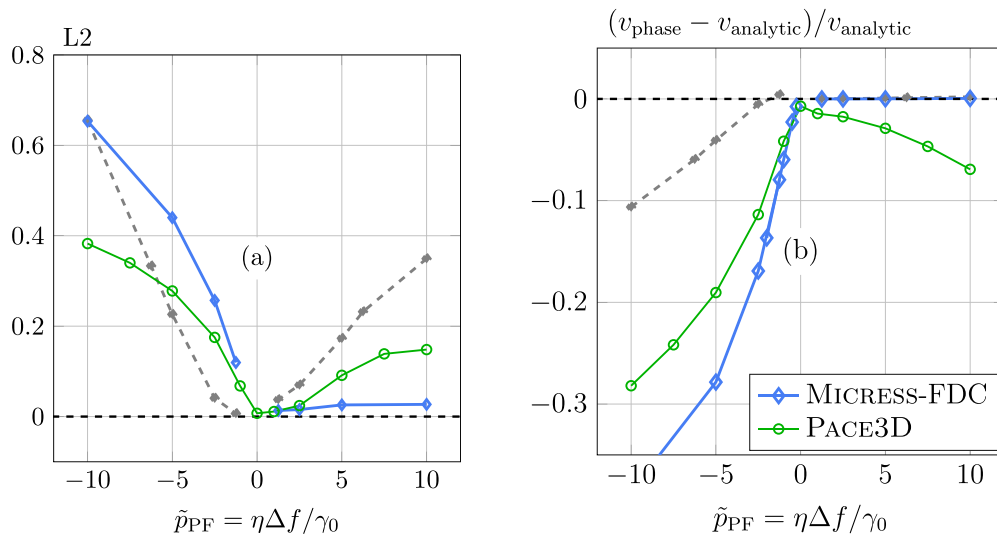 L2
0.8
0.6
0.4
0.2
0
(a)
−10 −5 0 5 10
p̃PF = ηΔf/γ0
(vphase − vanalytic)/vanalytic
0
−0.1
−0.2
−0.3
(b)
MICRESS-FDC
PACE3D
−10 −5 0 5 10
p̃PF = ηΔf/γ0